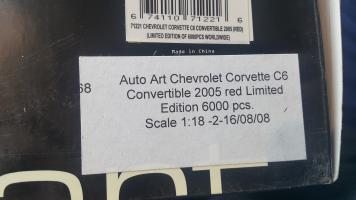 6 74110 71221 6
71221 CHEVROLET CORVETTE C6 CONVERTIBLE 2005 (RED)
(LIMITED EDITION OF 6000PCS WORLDWIDE)
Made in China
68
Auto Art Chevrolet Corvette C6
Convertible 2005 red Limited
Edition 6000 pcs.
Scale 1:18 -2-16/08/08